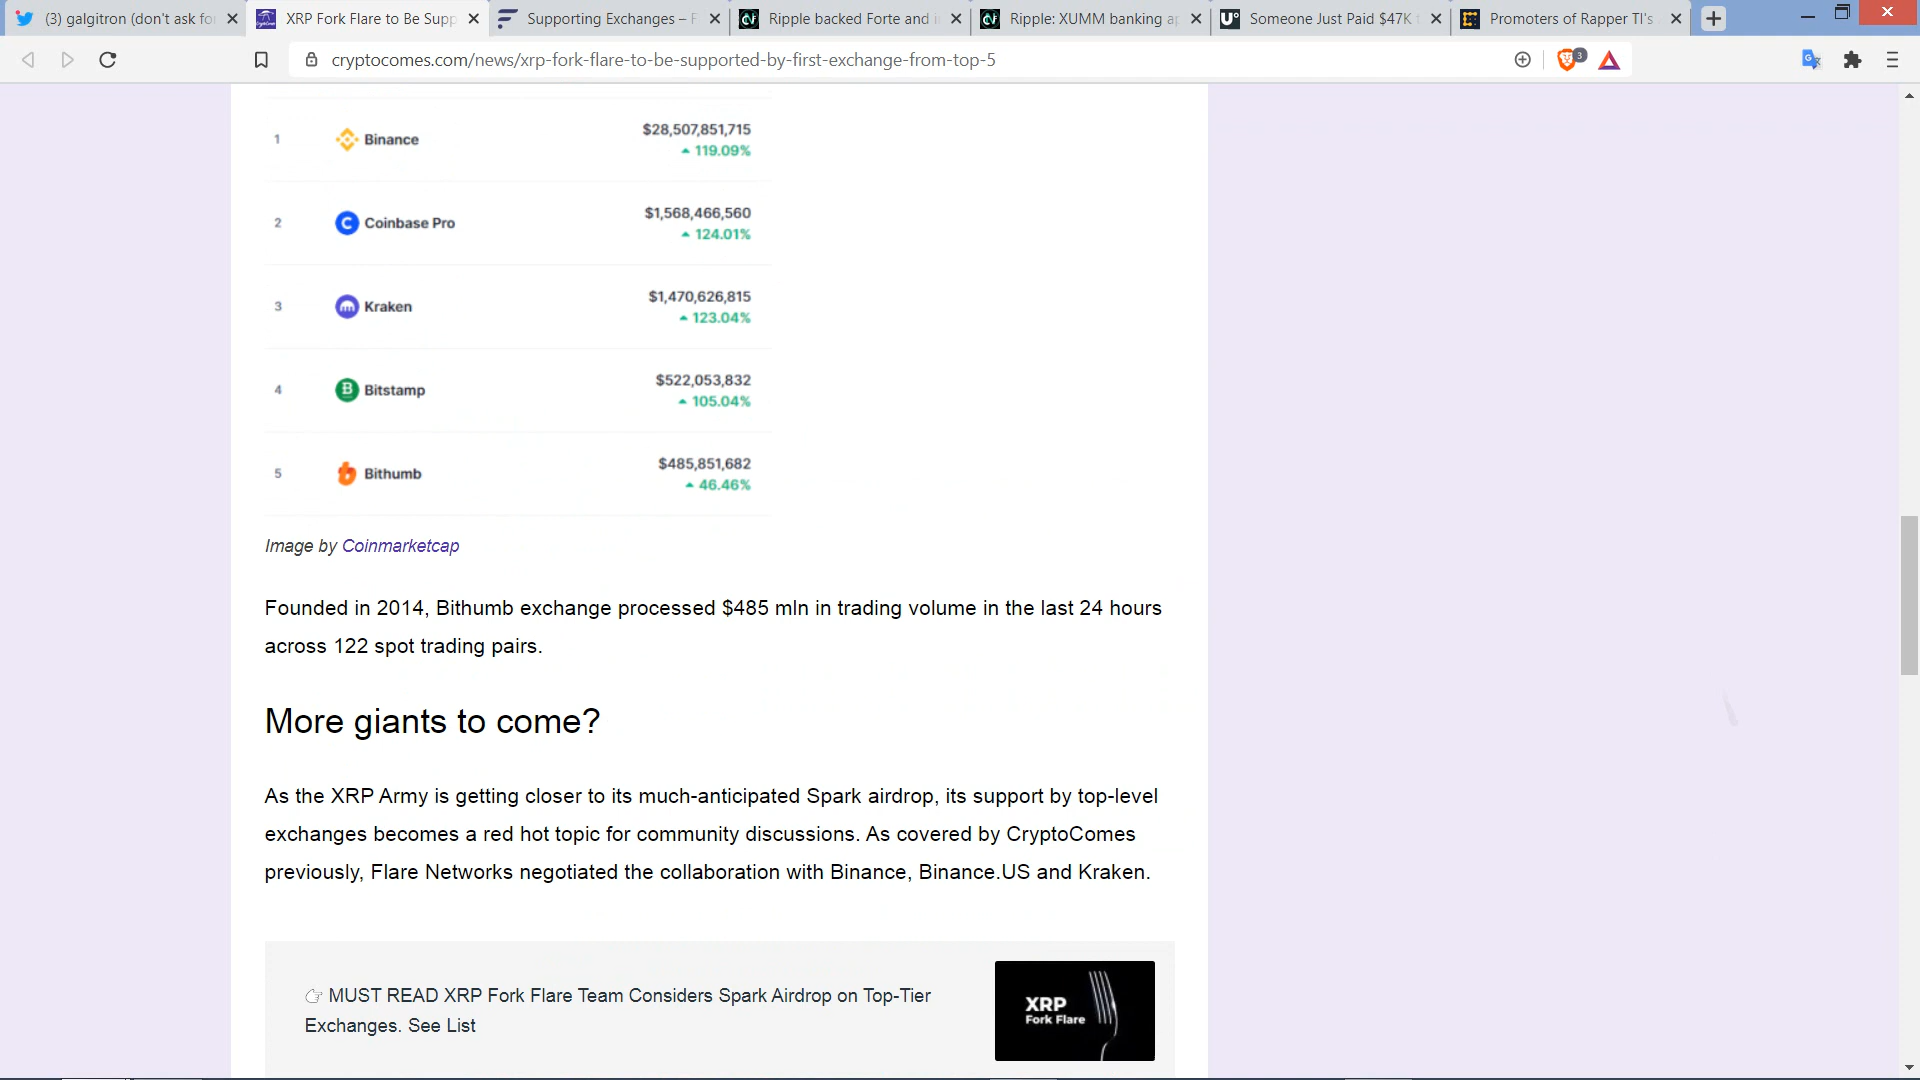 (3) galgitron (don't ask fo
XRP Fork Flare to Be Supp
Supporting Exchanges – F
Ripple backed Forte and i
Ripple: XUMM banking a
Someone Just Paid $47K t
Promoters of Rapper TI's
cryptocomes.com/news/xrp-fork-flare-to-be-supported-by-first-exchange-from-top-5
3
1
Binance
$28,507,851,715
119.09%
2
Coinbase Pro
$1,568,466,560
124.01%
3
Kraken
$1,470,626,815
123.04%
4
Bitstamp
$522,053,832
105.04%
5
Bithumb
$485,851,682
46.46%
Image by Coinmarketcap
Founded in 2014, Bithumb exchange processed $485 mln in trading volume in the last 24 hours
across 122 spot trading pairs.
More giants to come?
As the XRP Army is getting closer to its much-anticipated Spark airdrop, its support by top-level
exchanges becomes a red hot topic for community discussions. As covered by CryptoComes
previously, Flare Networks negotiated the collaboration with Binance, Binance.US and Kraken.
MUST READ XRP Fork Flare Team Considers Spark Airdrop on Top-Tier
Exchanges. See List
XRP
Fork Flare